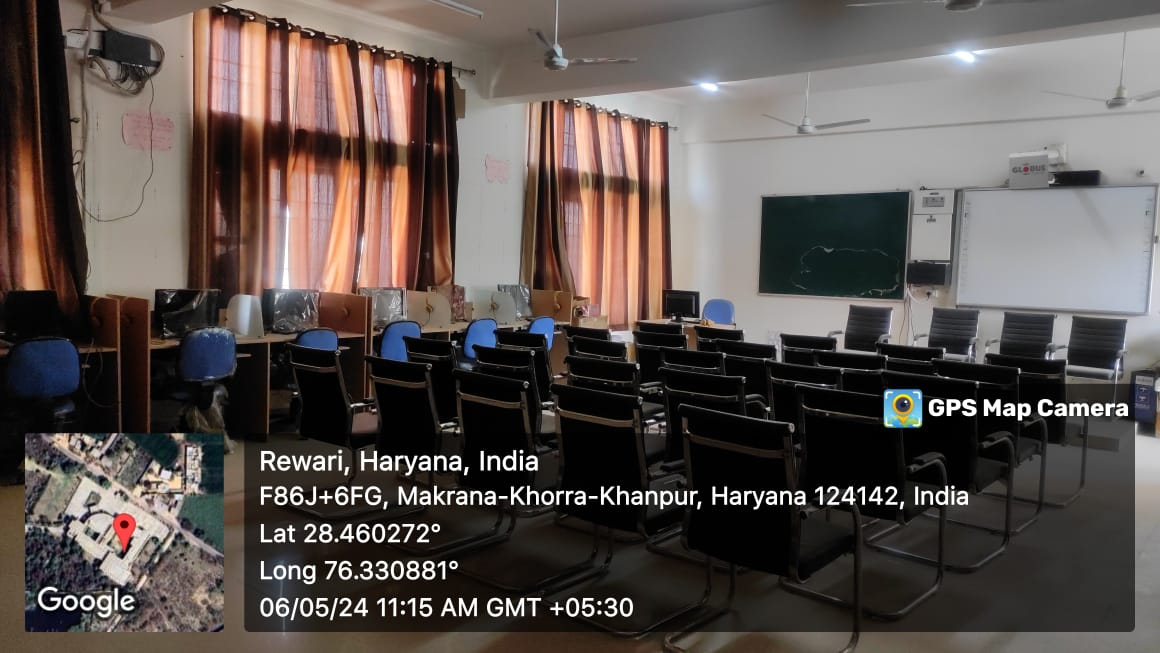 GLOBUS
GPS Map Camera
Rewari, Haryana, India
F86J+6FG, Makrana-Khorra-Khanpur, Haryana 124142, India
Lat 28.460272°
Long 76.330881°
06/05/24 11:15 AM GMT +05:30
Google